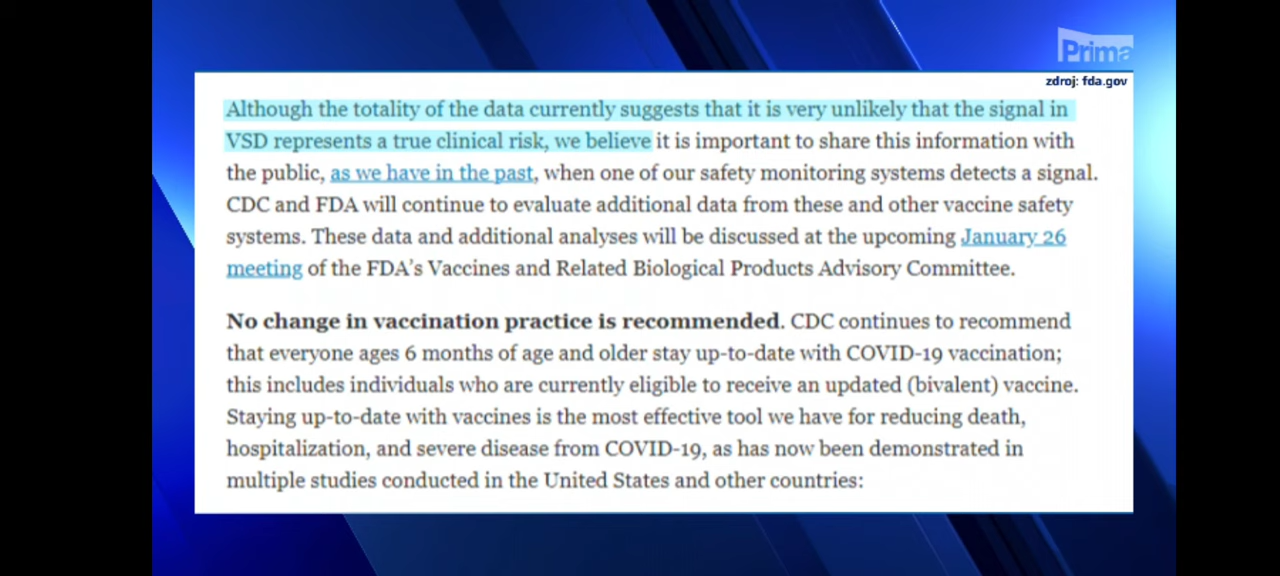 Prima
zdroj: fda.gov
Although the totality of the data currently suggests that it is very unlikely that the signal in
VSD represents a true clinical risk, we believe it is important to share this information with
the public, as we have in the past, when one of our safety monitoring systems detects a signal.
CDC and FDA will continue to evaluate additional data from these and other vaccine safety
systems. These data and additional analyses will be discussed at the upcoming January 26
meeting of the FDA’s Vaccines and Related Biological Products Advisory Committee.
No change in vaccination practice is recommended. CDC continues to recommend
that everyone ages 6 months of age and older stay up-to-date with COVID-19 vaccination;
this includes individuals who are currently eligible to receive an updated (bivalent) vaccine.
Staying up-to-date with vaccines is the most effective tool we have for reducing death,
hospitalization, and severe disease from COVID-19, as has now been demonstrated in
multiple studies conducted in the United States and other countries: